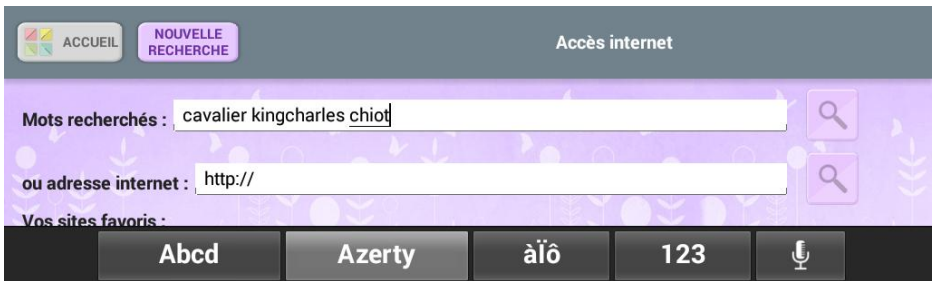 ACCUEIL
NOUVELLE
RECHERCHE
Accès internet
Mots recherchés : cavalier kingcharles chiot
ou adresse internet : http://
Vos sites favoris :
Abcd Azerty àÏô 123